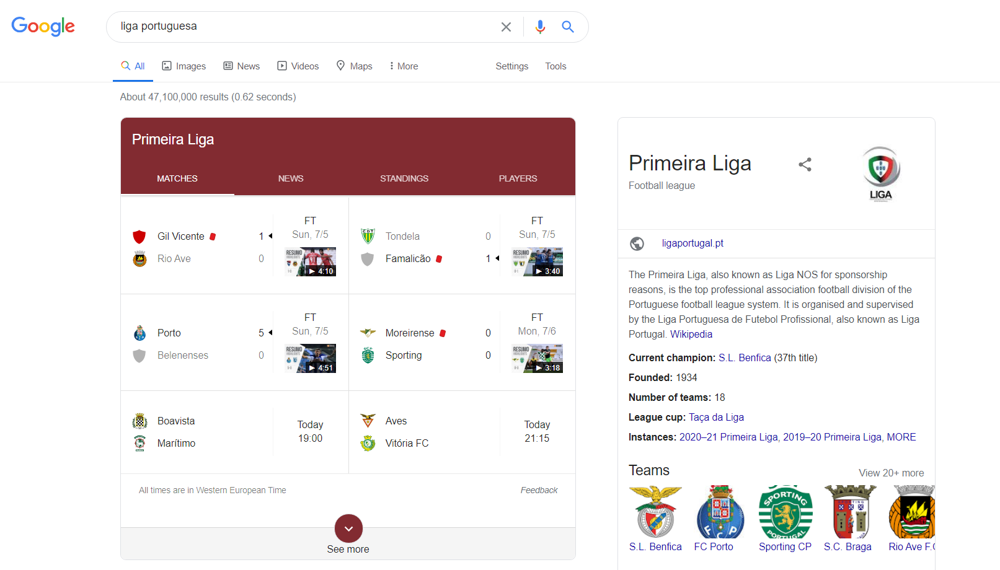 Google
liga portuguesa
All
Images
News
Videos
Maps
More
Settings
Tools
About 47,100,000 results (0.62 seconds)
Primeira Liga
MATCHES
NEWS
STANDINGS
PLAYERS
Gil Vicente 1
Rio Ave 0
FT
Sun, 7/5
RESUMO
4:10
Tondela 0
Famalicão 1
FT
Sun, 7/5
RESUMO
3:40
Porto 5
Belenenses 0
FT
Sun, 7/5
RESUMO
4:51
Moreirense 0
Sporting 0
FT
Mon, 7/6
RESUMO
3:18
Boavista
Marítimo
Today
19:00
Aves
Vitória FC
Today
21:15
All times are in Western European Time
Feedback
See more
Primeira Liga
Football league
LIGA
ligaportugal.pt
The Primeira Liga, also known as Liga NOS for sponsorship
reasons, is the top professional association football division of the
Portuguese football league system. It is organised and supervised
by the Liga Portuguesa de Futebol Profissional, also known as Liga
Portugal. Wikipedia
Current champion: S.L. Benfica (37th title)
Founded: 1934
Number of teams: 18
League cup: Taça da Liga
Instances: 2020–21 Primeira Liga, 2019–20 Primeira Liga, MORE
Teams
View 20+ more
SPORTING
PORTUGAL
FCP
S.L. Benfica
FC Porto
Sporting CP
S.C. Braga
Rio Ave F.C